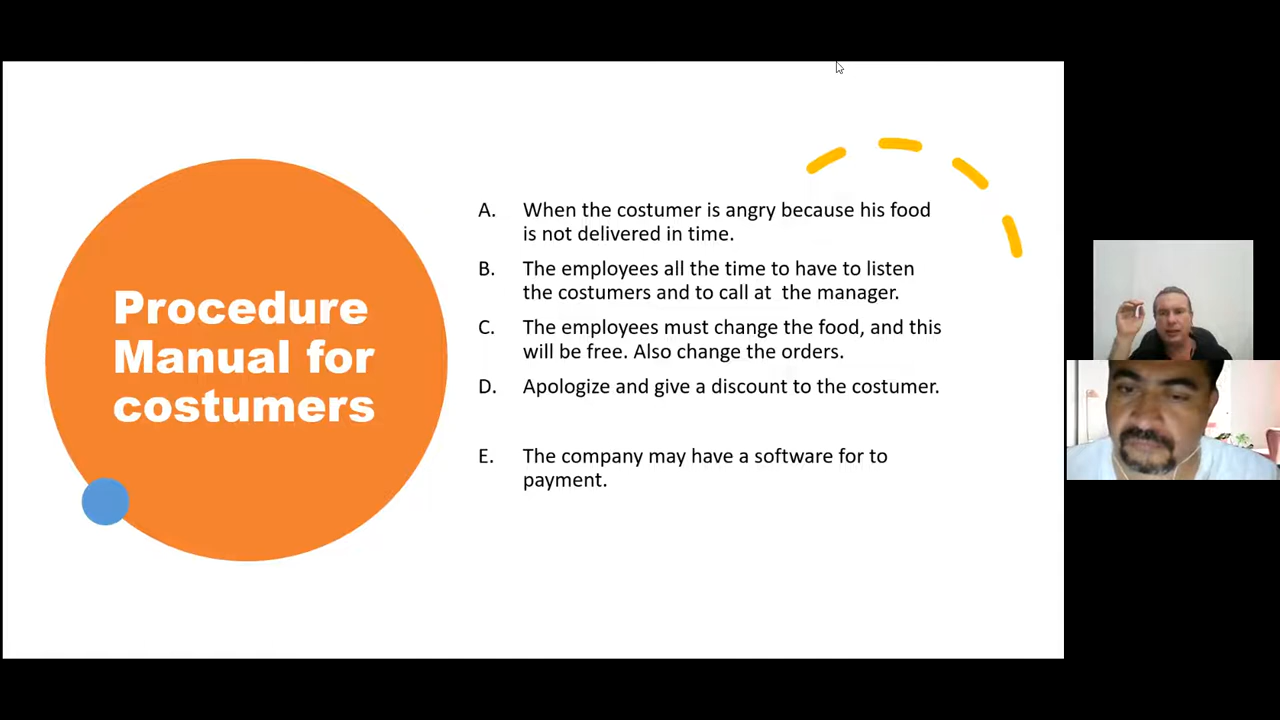 Procedure
Manual for
costumers
A. When the costumer is angry because his food
is not delivered in time.
B. The employees all the time to have to listen
the costumers and to call at  the manager.
C. The employees must change the food, and this
will be free. Also change the orders.
D. Apologize and give a discount to the costumer.
E. The company may have a software for to
payment.